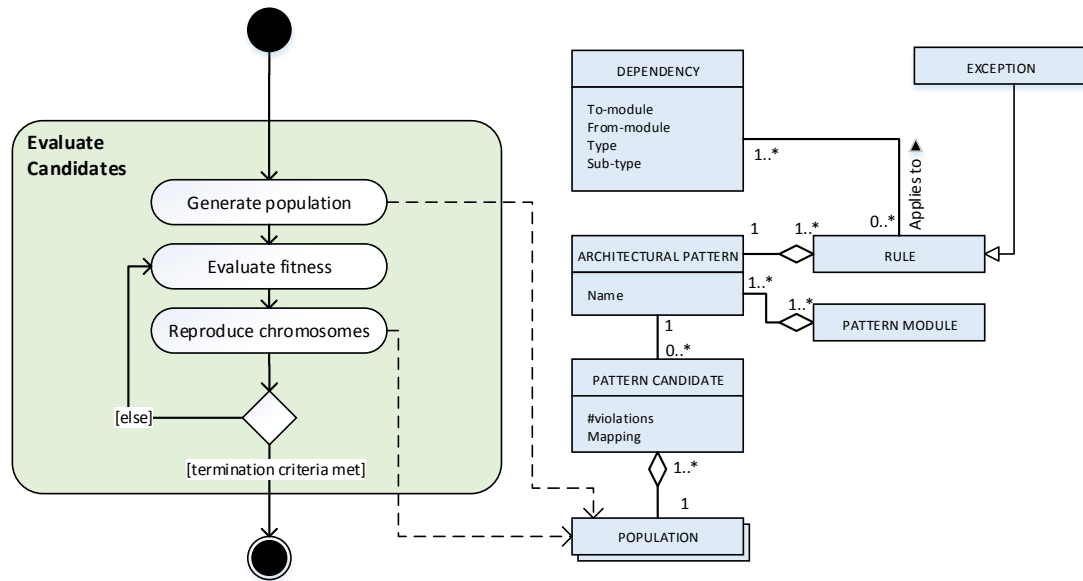 Evaluate
Candidates
Generate population
Evaluate fitness
Reproduce chromosomes
[else]
[termination criteria met]
DEPENDENCY
To-module
From-module
Type
Sub-type
EXCEPTION
1..*
Applies to
0..*
1
1..*
ARCHITECTURAL PATTERN
Name
RULE
1..*
1..*
PATTERN MODULE
1
0..*
PATTERN CANDIDATE
#violations
Mapping
1..*
1
POPULATION